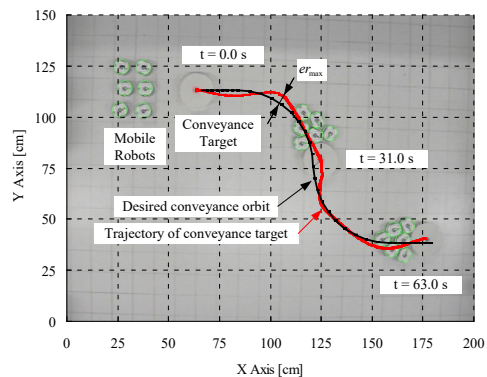 150
125
100
75
50
25
0
Y Axis [cm]
t = 0.0 s
er_max
Mobile
Robots
Conveyance
Target
t = 31.0 s
Desired conveyance orbit
Trajectory of conveyance target
t = 63.0 s
0 25 50 75 100 125 150 175 200
X Axis [cm]